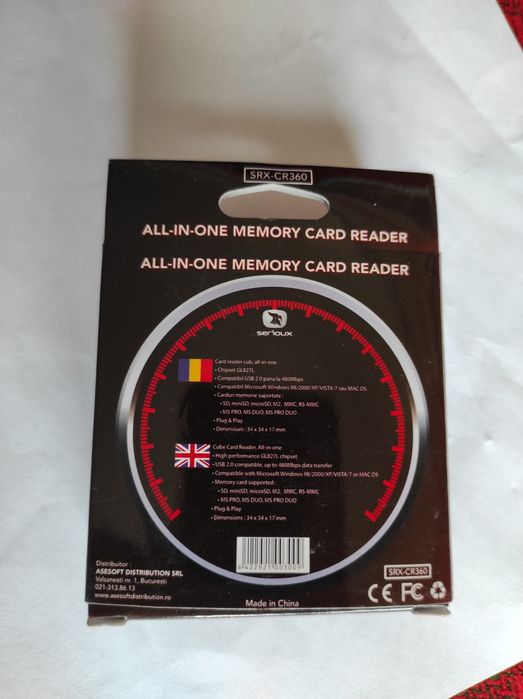 SRX-CR360
ALL-IN-ONE MEMORY CARD READER
ALL-IN-ONE MEMORY CARD READER
serioux
Card reader cub, all-in-one
• Chipset GL827L
• Compatibil USB 2.0 pana la 480Mbps
• Compatibil Microsoft Windows 98/2000/XP/VISTA/7 sau MAC OS
• Carduri memorie suportate :
• SD, miniSD, microSD, M2, MMC, RS-MMC
• MS PRO, MS DUO, MS PRO DUO
• Plug & Play
• Dimensiuni : 34 x 34 x 17 mm
Cube Card Reader, All-in-one
• High performance GL827L chipset
• USB 2.0 compatible, up to 480Mbps data transfer
• Compatible with Microsoft Windows 98/2000/XP/VISTA/7 or MAC OS
• Memory card supported :
• SD, miniSD, microSD, M2, MMC, RS-MMC
• MS PRO, MS DUO, MS PRO DUO
• Plug & Play
• Dimensions : 34 x 34 x 17 mm
6422921003009
Distribuitor :
ASESOFT DISTRIBUTION SRL
Valsanesti nr. 1, Bucuresti
021-313.86.13
www.asesoftdistribution.ro
SRX-CR360
CE FC
Made in China